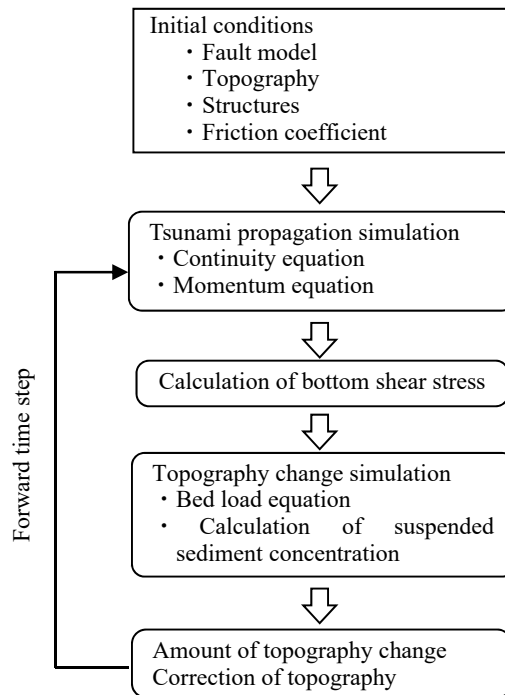 Initial conditions
・Fault model
・Topography
・Structures
・Friction coefficient
Tsunami propagation simulation
・Continuity equation
・Momentum equation
Calculation of bottom shear stress
Topography change simulation
・Bed load equation
・Calculation of suspended
sediment concentration
Amount of topography change
Correction of topography
Forward time step